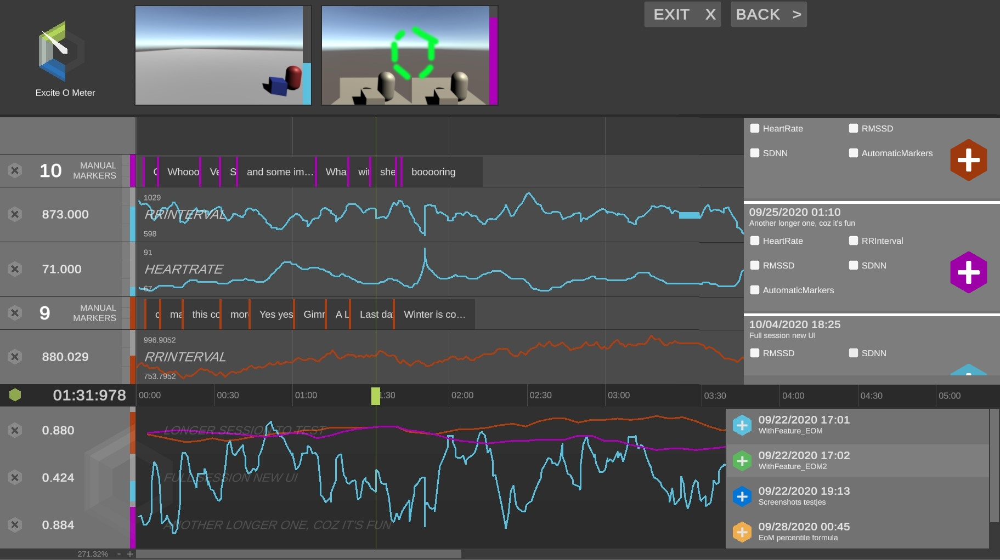 EXIT X
BACK >
Excite O Meter
HeartRate
RMSSD
SDNN
AutomaticMarkers
10
MANUAL
MARKERS
Whooo
Ve
S
and some im...
Wha
wit
she
booooring
873.000
1029
RRINTERVAL
598
09/25/2020 01:10
Another longer one, coz it's fun
HeartRate
RRInterval
RMSSD
SDNN
AutomaticMarkers
71.000
91
HEARTRATE
67
9
MANUAL
MARKERS
c
ma
this co
mor
Yes yes
Gimr
A L
Last da
Winter is co...
10/04/2020 18:25
Full session new UI
RMSSD
SDNN
880.029
996.9052
RRINTERVAL
753.7952
01:31:978
00:00
00:30
01:00
1:30
02:00
02:30
03:00
03:30
04:00
04:30
05:00
0.880
LONGER SESSION TO TEST
0.424
FULL SESSION NEW UI
0.884
ANOTHER LONGER ONE, COZ IT'S FUN
09/22/2020 17:01
WithFeature_EOM
09/22/2020 17:02
WithFeature_EOM2
09/22/2020 19:13
Screenshots testjes
09/28/2020 00:45
EoM percentile formula
271.32% - +